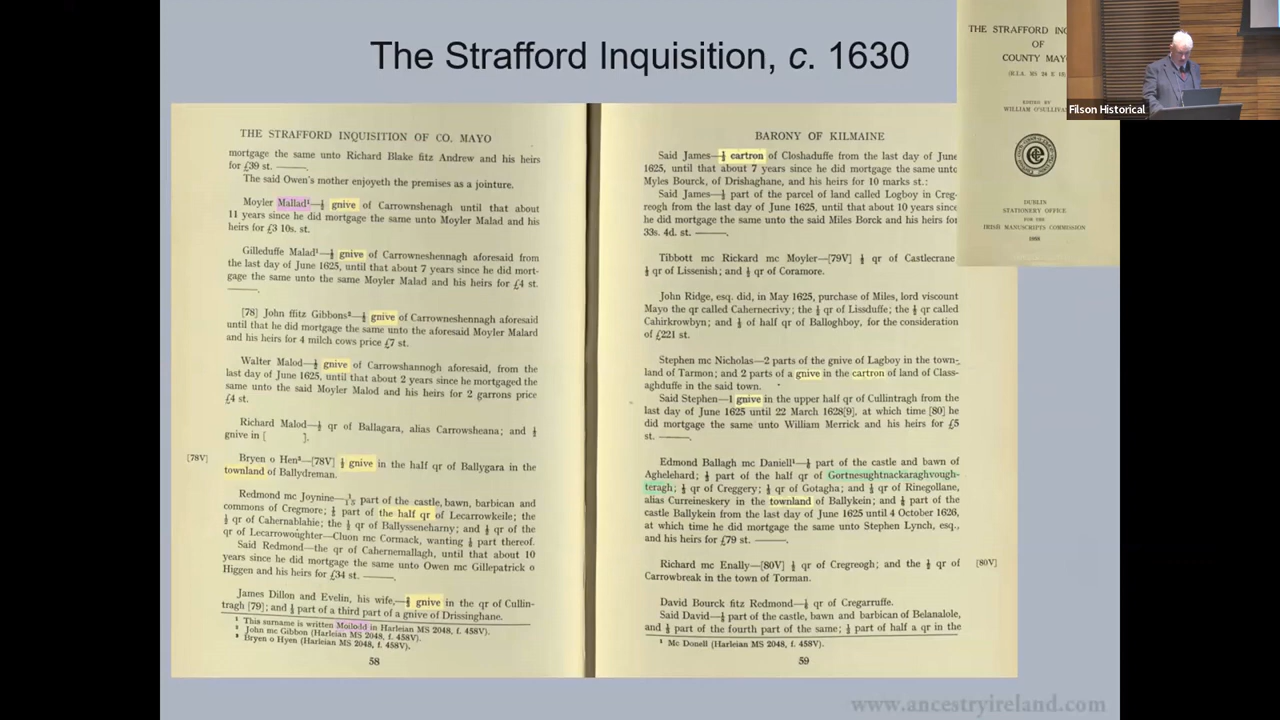 The Strafford Inquisition, c. 1630
THE STRAFFORD INQUISITION OF CO. MAYO
mortgage the same unto Richard Blake fitz Andrew and his heirs
for £39 st. ———.
The said Owen's mother enjoyeth the premises as a jointure.
Moyler Mallad¹—½ gnive of Carrownshenagh until that about
11 years since he did mortgage the same unto Moyler Malad and his
heirs for £3 10s. st.
Gilleduffe Malad¹—½ gnive of Carrowneshennagh aforesaid from
the last day of June 1625, until that about 7 years since he did mort-
gage the same unto the same Moyler Malad and his heirs for £4 st.
———.
[78] John ffitz Gibbons²—½ gnive of Carrowneshennagh aforesaid
until that he did mortgage the same unto the aforesaid Moyler Malard
and his heirs for 4 milch cows price £7 st.
Walter Malod—½ gnive of Carrowshannogh aforesaid, from the
last day of June 1625, until that about 2 years since he mortgaged the
same unto the said Moyler Malod and his heirs for 2 garrons price
£4 st.
Richard Malod—½ qr of Ballagara, alias Carrowsheana; and ½
gnive in [ ].
[78V]
Bryen o Hen³—[78V] ½ gnive in the half qr of Ballygara in the
townland of Ballydreman.
Redmond mc Joynine— part of the castle, bawn, barbican and
commons of Cregmore; part of the half qr of Lecarrowkeile; the
qr of Cahernablahie; the qr of Ballysseneharny; and qr of the
qr of Lecarrowoughter—Cluon mc Cormack, wanting part thereof.
Said Redmond—the qr of Cahernemallagh, until that about 10
years since he did mortgage the same unto Owen mc Gillepatrick o
Higgen and his heirs for £34 st. ———.
James Dillon and Evelin, his wife,— gnive in the qr of Cullin-
tragh [79]; and part of a third part of a gnive of Drissinghane.
¹ This surname is written Moilodd in Harleian MS 2048, f. 458V).
² John mc Gibbon (Harleian MS 2048, f. 458V).
³ Bryen o Hyen (Harleian MS 2048, f. 458V).
58
BARONY OF KILMAINE
Said James—½ cartron of Closhaduffe from the last day of June
1625, until that about 7 years since he did mortgage the same unto
Myles Bourck, of Drishaghane, and his heirs for 10 marks st.:
Said James—½ part of the parcel of land called Logboy in Creg-
reogh from the last day of June 1625, until that about 10 years since
he did mortgage the same unto the said Miles Borck and his heirs for
33s. 4d. st. ———.
Tibbott mc Rickard mc Moyler—[79V] ½ qr of Castlecrane
qr of Lissenish; and ½ qr of Coramore.
John Ridge, esq. did, in May 1625, purchase of Miles, lord viscount
Mayo the qr called Cahernecrivy; the qr of Lissduffe; the qr called
Cahirkrowbyn; and of half qr of Balloghboy, for the consideration
of £221 st.
Stephen mc Nicholas—2 parts of the gnive of Lagboy in the town-
land of Tarmon; and 2 parts of a gnive in the cartron of land of Class-
aghduffe in the said town.
Said Stephen—1 gnive in the upper half qr of Cullintragh from the
last day of June 1625 until 22 March 1628[9], at which time [80] he
did mortgage the same unto William Merrick and his heirs for £5
st. ———.
Edmond Ballagh mc Daniell¹— part of the castle and bawn of
Aghelehard; part of the half qr of Gortnesughtnackaraghvough-
teragh; qr of Creggery; qr of Gotagha; and qr of Ringollane,
alias Curreineskery in the townland of Ballykein; and part of the
castle Ballykein from the last day of June 1625 until 4 October 1626,
at which time he did mortgage the same unto Stephen Lynch, esq.,
and his heirs for £79 st. ———.
Richard mc Enally—[80V] ½ qr of Cregreogh; and the qr of
Carrowbreak in the town of Torman.
[80V]
David Bourck fitz Redmond—½ qr of Cregarruffe.
Said David— part of the castle, bawn and barbican of Belanalole,
and part of the fourth part of the same; part of half a qr in the
¹ Mc Donell (Harleian MS 2048, f. 458V).
59
THE STRAFFORD INQ
OF
COUNTY MAY
EDITED BY
WILLIAM O'SULLIVA
DUBLIN
STATIONERY OFFICE
FOR THE
IRISH MANUSCRIPTS COMMISSION
Filson Historical
www.ancestryireland.com